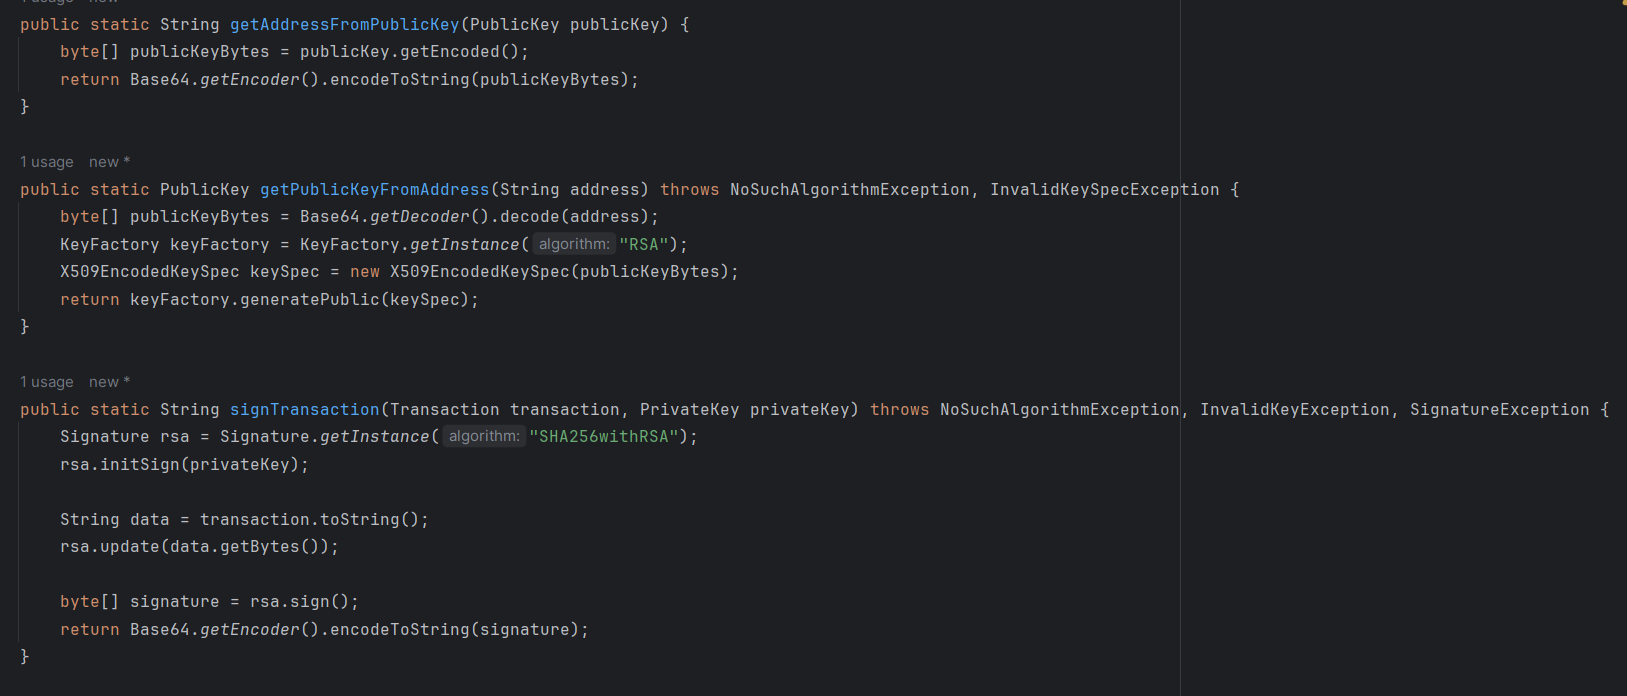 1 usage new *
public static String getAddressFromPublicKey(PublicKey publicKey) {
byte[] publicKeyBytes = publicKey.getEncoded();
return Base64.getEncoder().encodeToString(publicKeyBytes);
}
1 usage new *
public static PublicKey getPublicKeyFromAddress(String address) throws NoSuchAlgorithmException, InvalidKeySpecException {
byte[] publicKeyBytes = Base64.getDecoder().decode(address);
KeyFactory keyFactory = KeyFactory.getInstance( algorithm: "RSA");
X509EncodedKeySpec keySpec = new X509EncodedKeySpec(publicKeyBytes);
return keyFactory.generatePublic(keySpec);
}
1 usage new *
public static String signTransaction(Transaction transaction, PrivateKey privateKey) throws NoSuchAlgorithmException, InvalidKeyException, SignatureException {
Signature rsa = Signature.getInstance( algorithm: "SHA256withRSA");
rsa.initSign(privateKey);
String data = transaction.toString();
rsa.update(data.getBytes());
byte[] signature = rsa.sign();
return Base64.getEncoder().encodeToString(signature);
}